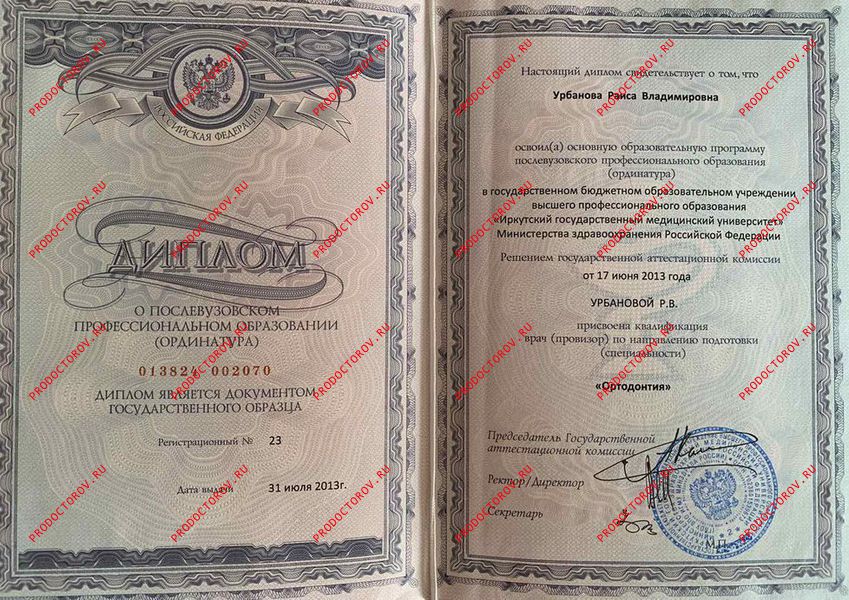 РОССИЙСКАЯ ФЕДЕРАЦИЯ
ДИПЛОМ
О ПОСЛЕВУЗОВСКОМ
ПРОФЕССИОНАЛЬНОМ ОБРАЗОВАНИИ
(ОРДИНАТУРА)
013824 002070
ДИПЛОМ ЯВЛЯЕТСЯ ДОКУМЕНТОМ
ГОСУДАРСТВЕННОГО ОБРАЗЦА
Регистрационный № 23
Дата выдачи 31 июля 2013г.
Настоящий диплом свидетельствует о том, что
Урбанова Раиса Владимировна
освоил(а) основную образовательную программу
послевузовского профессионального образования
(ординатура)
в государственном бюджетном образовательном учреждении
высшего профессионального образования
«Иркутский государственный медицинский университет»
Министерства здравоохранения Российской Федерации
Решением государственной аттестационной комиссии
от 17 июня 2013 года
УРБАНОВОЙ Р.В.
присвоена квалификация
врач (провизор) по направлению подготовки
(специальности)
«Ортодонтия»
Председатель Государственной
аттестационной комиссии
Ректор/Директор
Секретарь
М.П.
PRODOCTOROV.RU